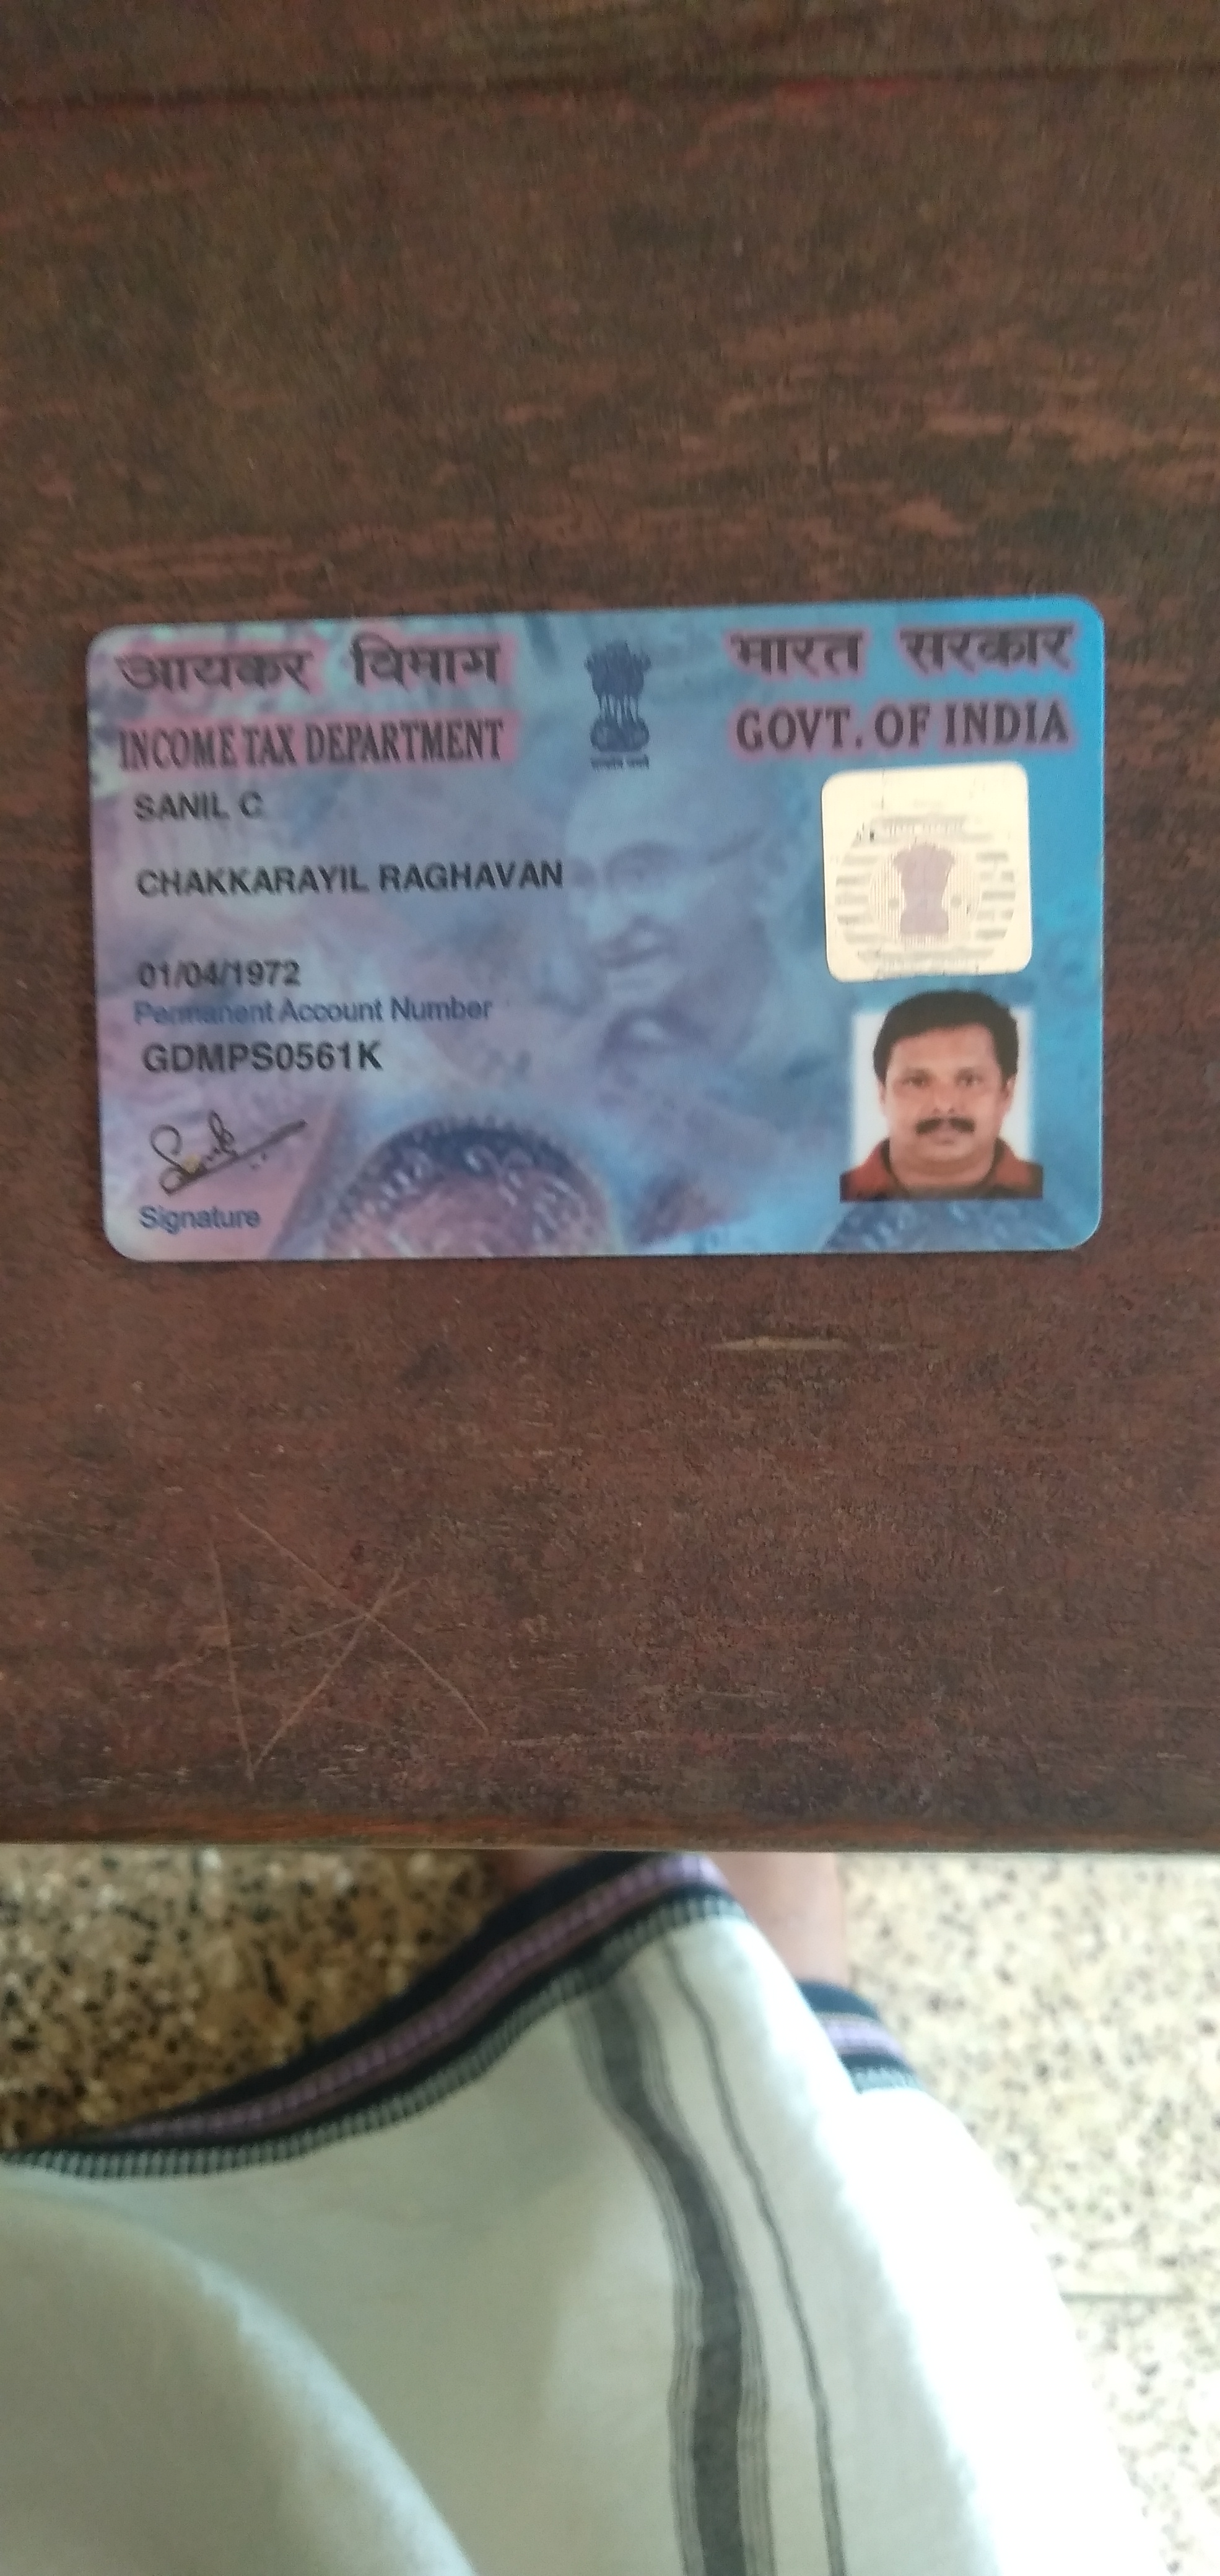 आयकर विभाग
भारत सरकार
INCOME TAX DEPARTMENT
GOVT. OF INDIA
SANIL C
CHAKKARAYIL RAGHAVAN
01/04/1972
Permanent Account Number
GDMPS0561K
Signature